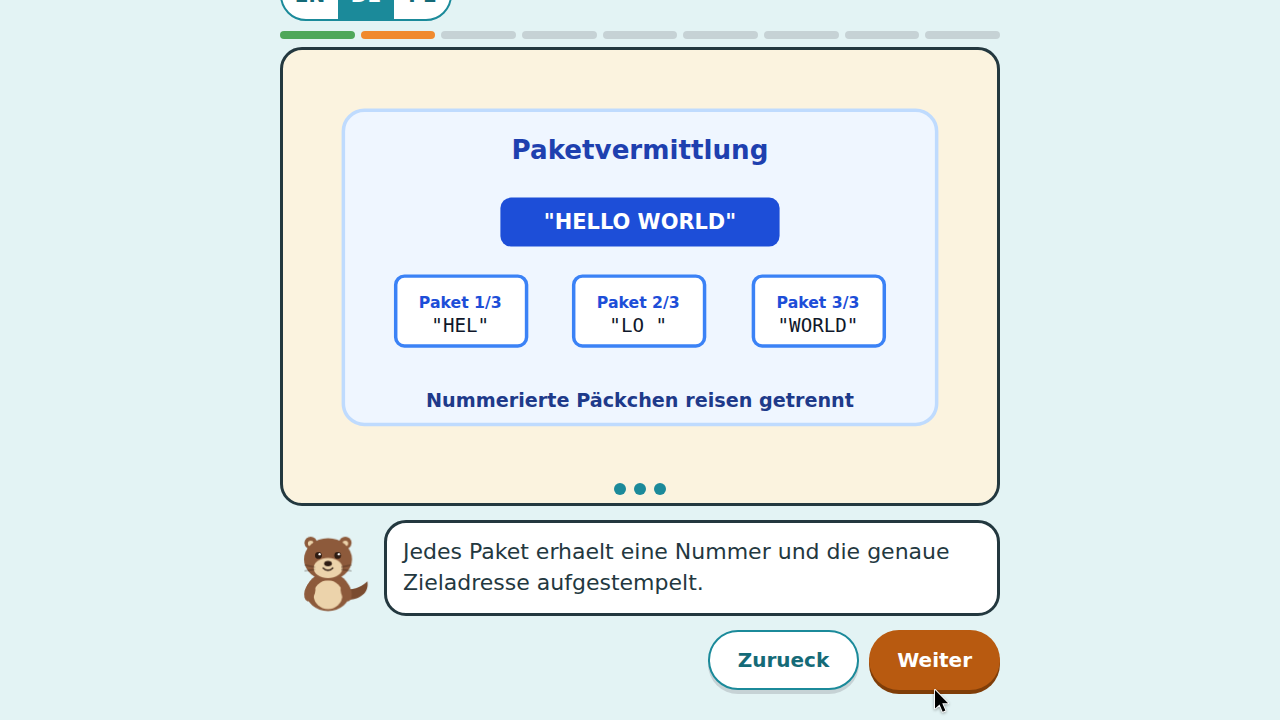 Paketvermittlung
"HELLO WORLD"
Paket 1/3
"HEL"
Paket 2/3
"LO "
Paket 3/3
"WORLD"
Nummerierte Päckchen reisen getrennt
Jedes Paket erhaelt eine Nummer und die genaue
Zieladresse aufgestempelt.
Zurueck
Weiter